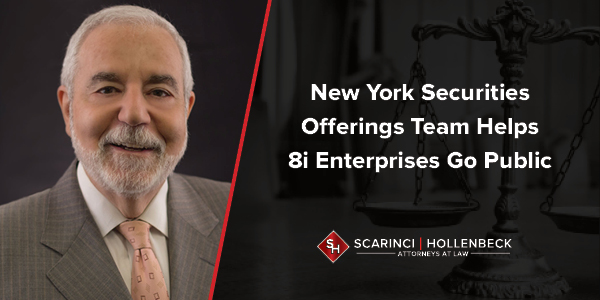 New York Securities
Offerings Team Helps
8i Enterprises Go Public
SH
SCARINCI | HOLLENBECK
ATTORNEYS AT LAW